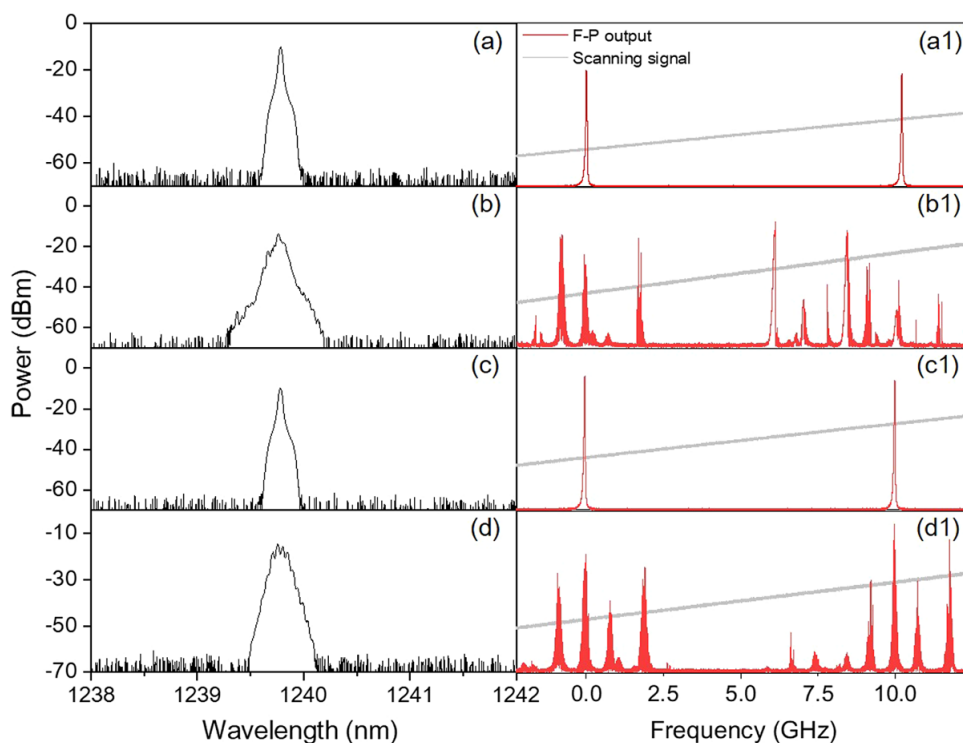 0
(a)
F-P output
Scanning signal
(a1)
-20
-40
-60
0
(b)
(b1)
-20
-40
-60
0
(c)
(c1)
-20
-40
-60
-10
(d)
(d1)
-30
-50
-70
Power (dBm)
1238
1239
1240
1241
1242
0.0
2.5
5.0
7.5
10.0
Wavelength (nm)
Frequency (GHz)